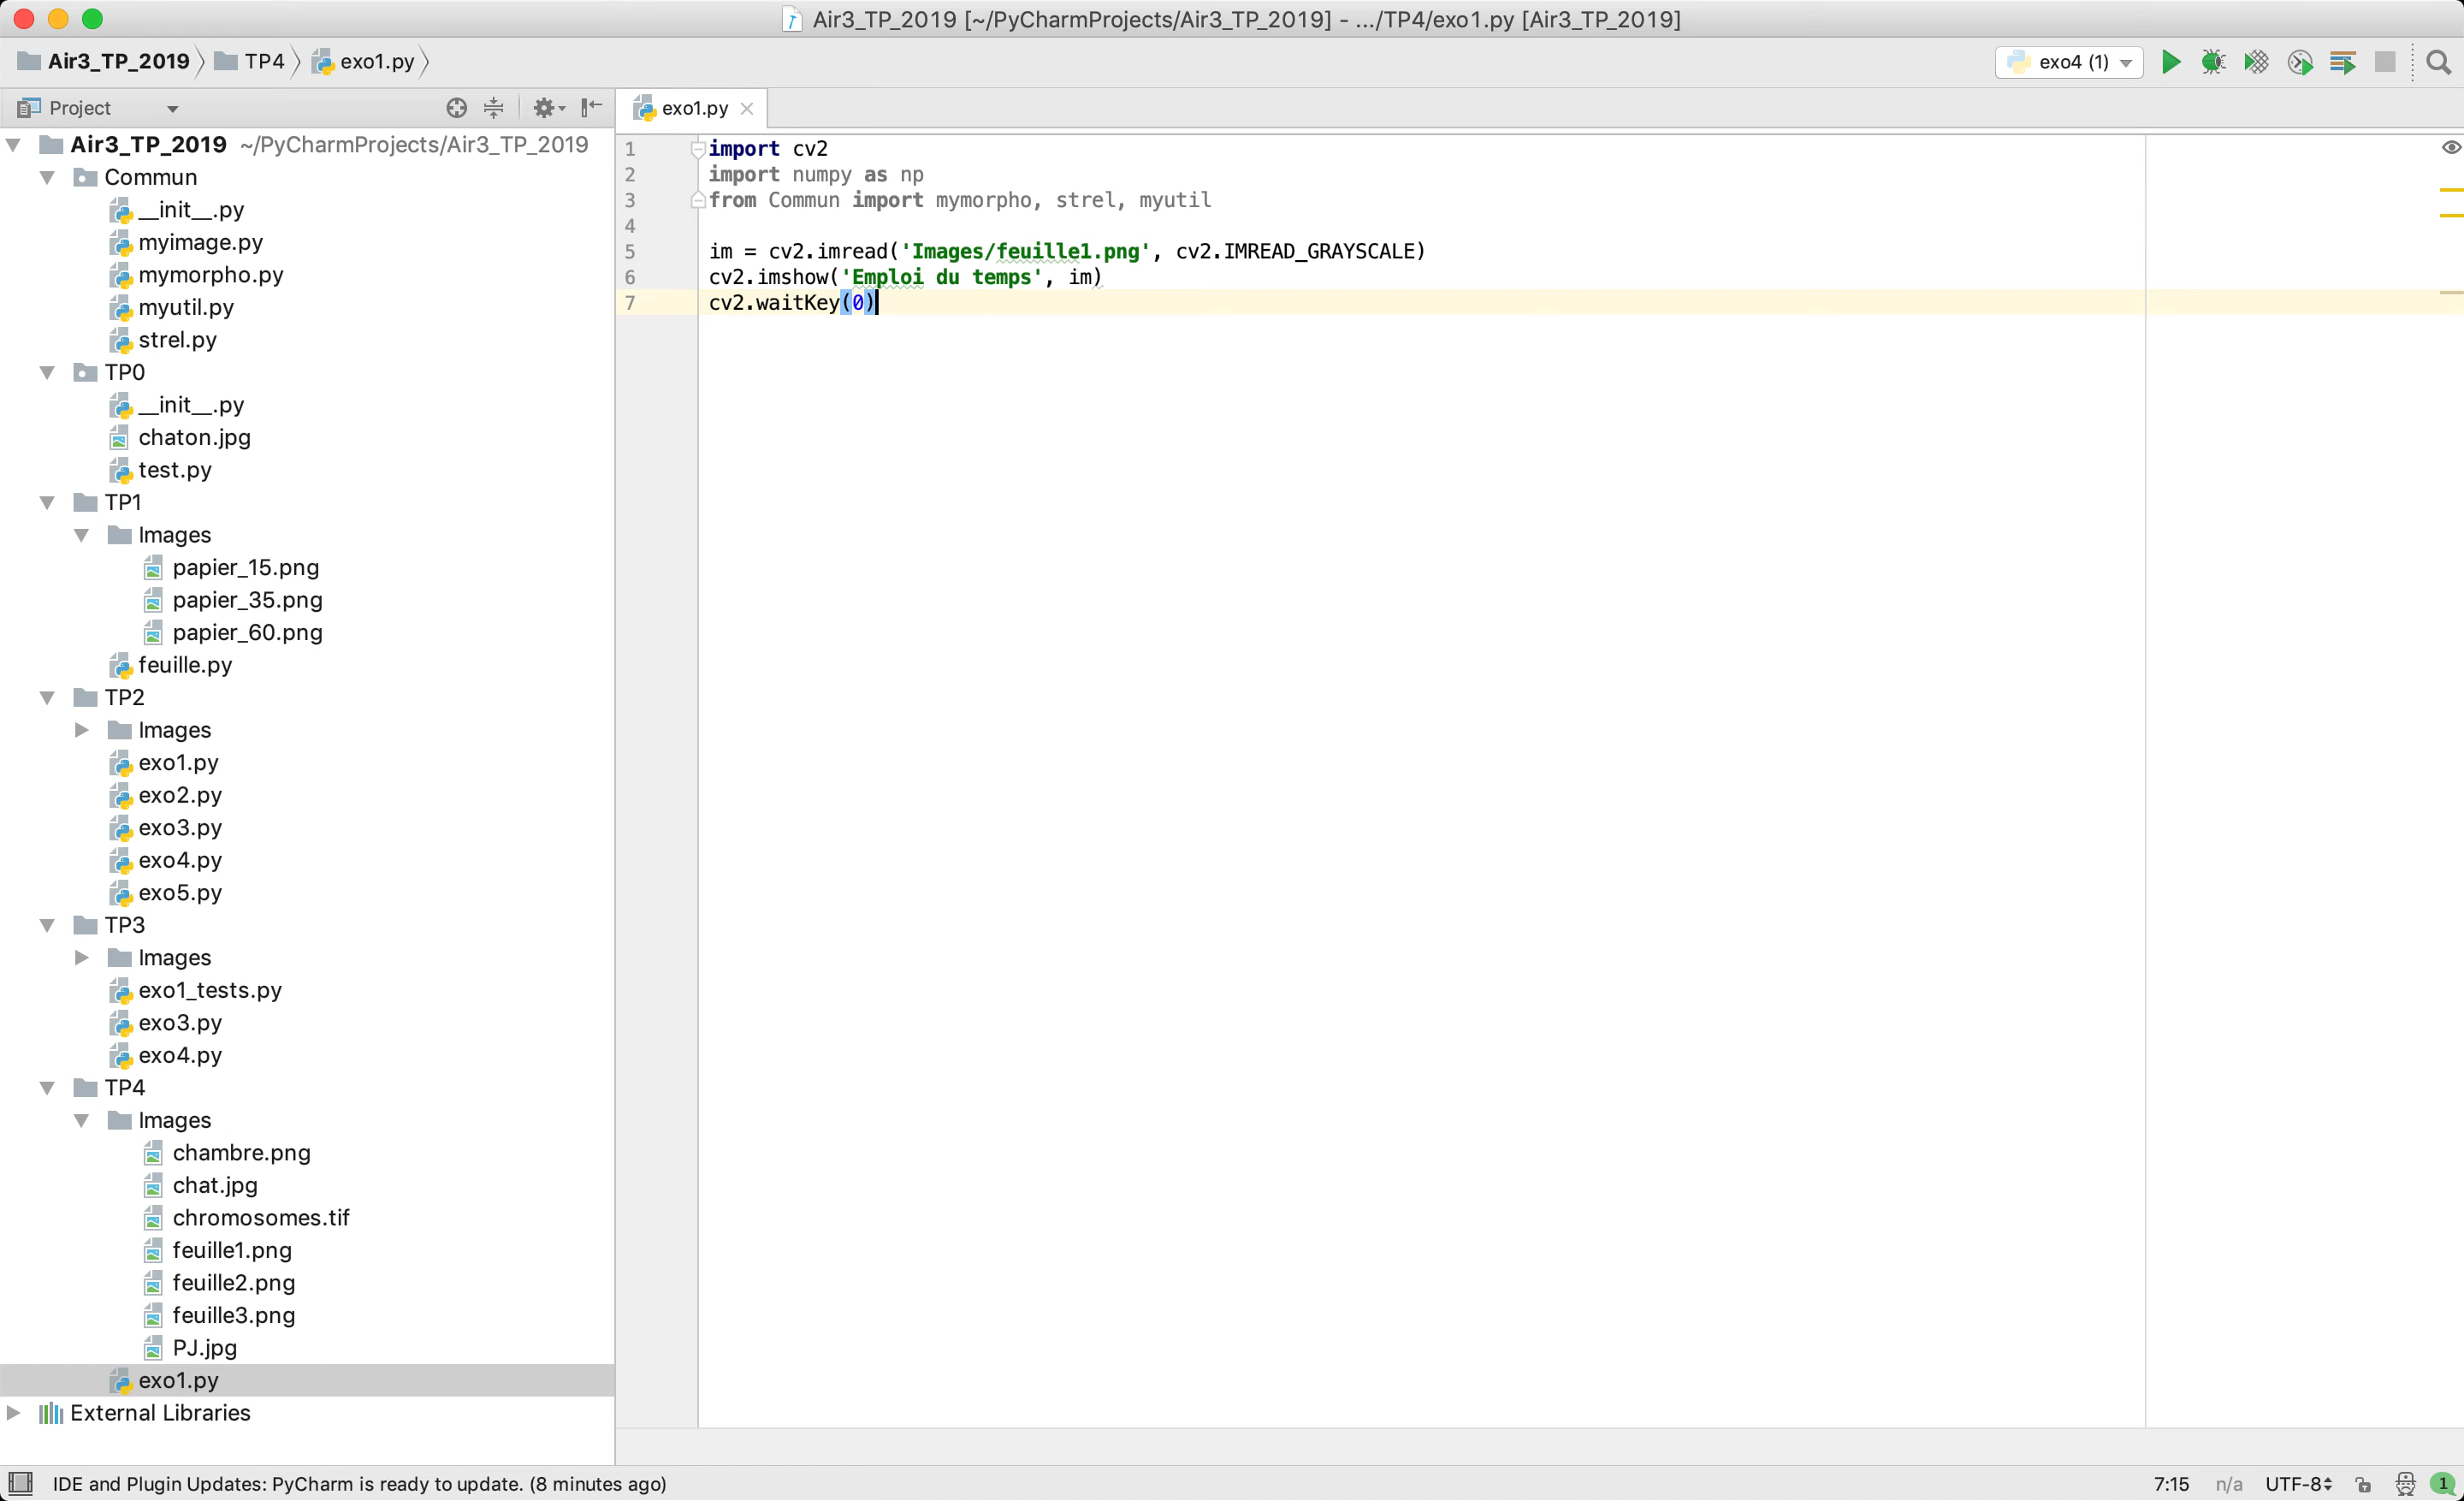 Air3_TP_2019 [~/PyCharmProjects/Air3_TP_2019] - .../TP4/exo1.py [Air3_TP_2019]
Air3_TP_2019 TP4 exo1.py exo4 (1)
Project exo1.py
Air3_TP_2019 ~/PyCharmProjects/Air3_TP_2019
Commun
__init__.py
myimage.py
mymorpho.py
myutil.py
strel.py
TP0
__init__.py
chaton.jpg
test.py
TP1
Images
papier_15.png
papier_35.png
papier_60.png
feuille.py
TP2
Images
exo1.py
exo2.py
exo3.py
exo4.py
exo5.py
TP3
Images
exo1_tests.py
exo3.py
exo4.py
TP4
Images
chambre.png
chat.jpg
chromosomes.tif
feuille1.png
feuille2.png
feuille3.png
PJ.jpg
exo1.py
External Libraries
1 import cv2
2 import numpy as np
3 from Commun import mymorpho, strel, myutil
4
5 im = cv2.imread('Images/feuille1.png', cv2.IMREAD_GRAYSCALE)
6 cv2.imshow('Emploi du temps', im)
7 cv2.waitKey(0)
IDE and Plugin Updates: PyCharm is ready to update. (8 minutes ago) 7:15 n/a UTF-8 1